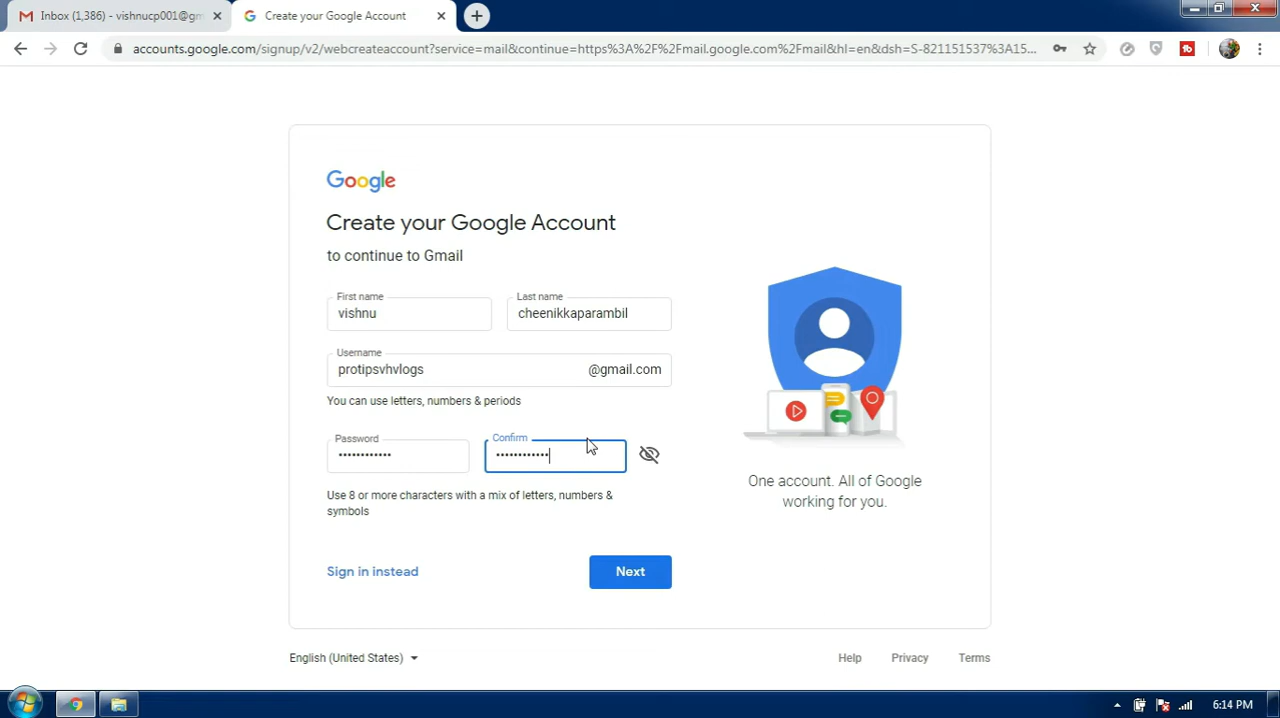 Inbox (1,386) - vishnucp001@gm
Create your Google Account
accounts.google.com/signup/v2/webcreateaccount?service=mail&continue=https%3A%2F%2Fmail.google.com%2Fmail&hl=en&dsh=S-821151537%3A15...
Google
Create your Google Account
to continue to Gmail
First name
Last name
vishnu
cheenikkaparambil
Username
protipsvhvlogs
@gmail.com
You can use letters, numbers & periods
Password
Confirm
••••••••••••
••••••••••••
Use 8 or more characters with a mix of letters, numbers &
symbols
One account. All of Google
working for you.
Sign in instead
Next
English (United States)
Help
Privacy
Terms
6:14 PM